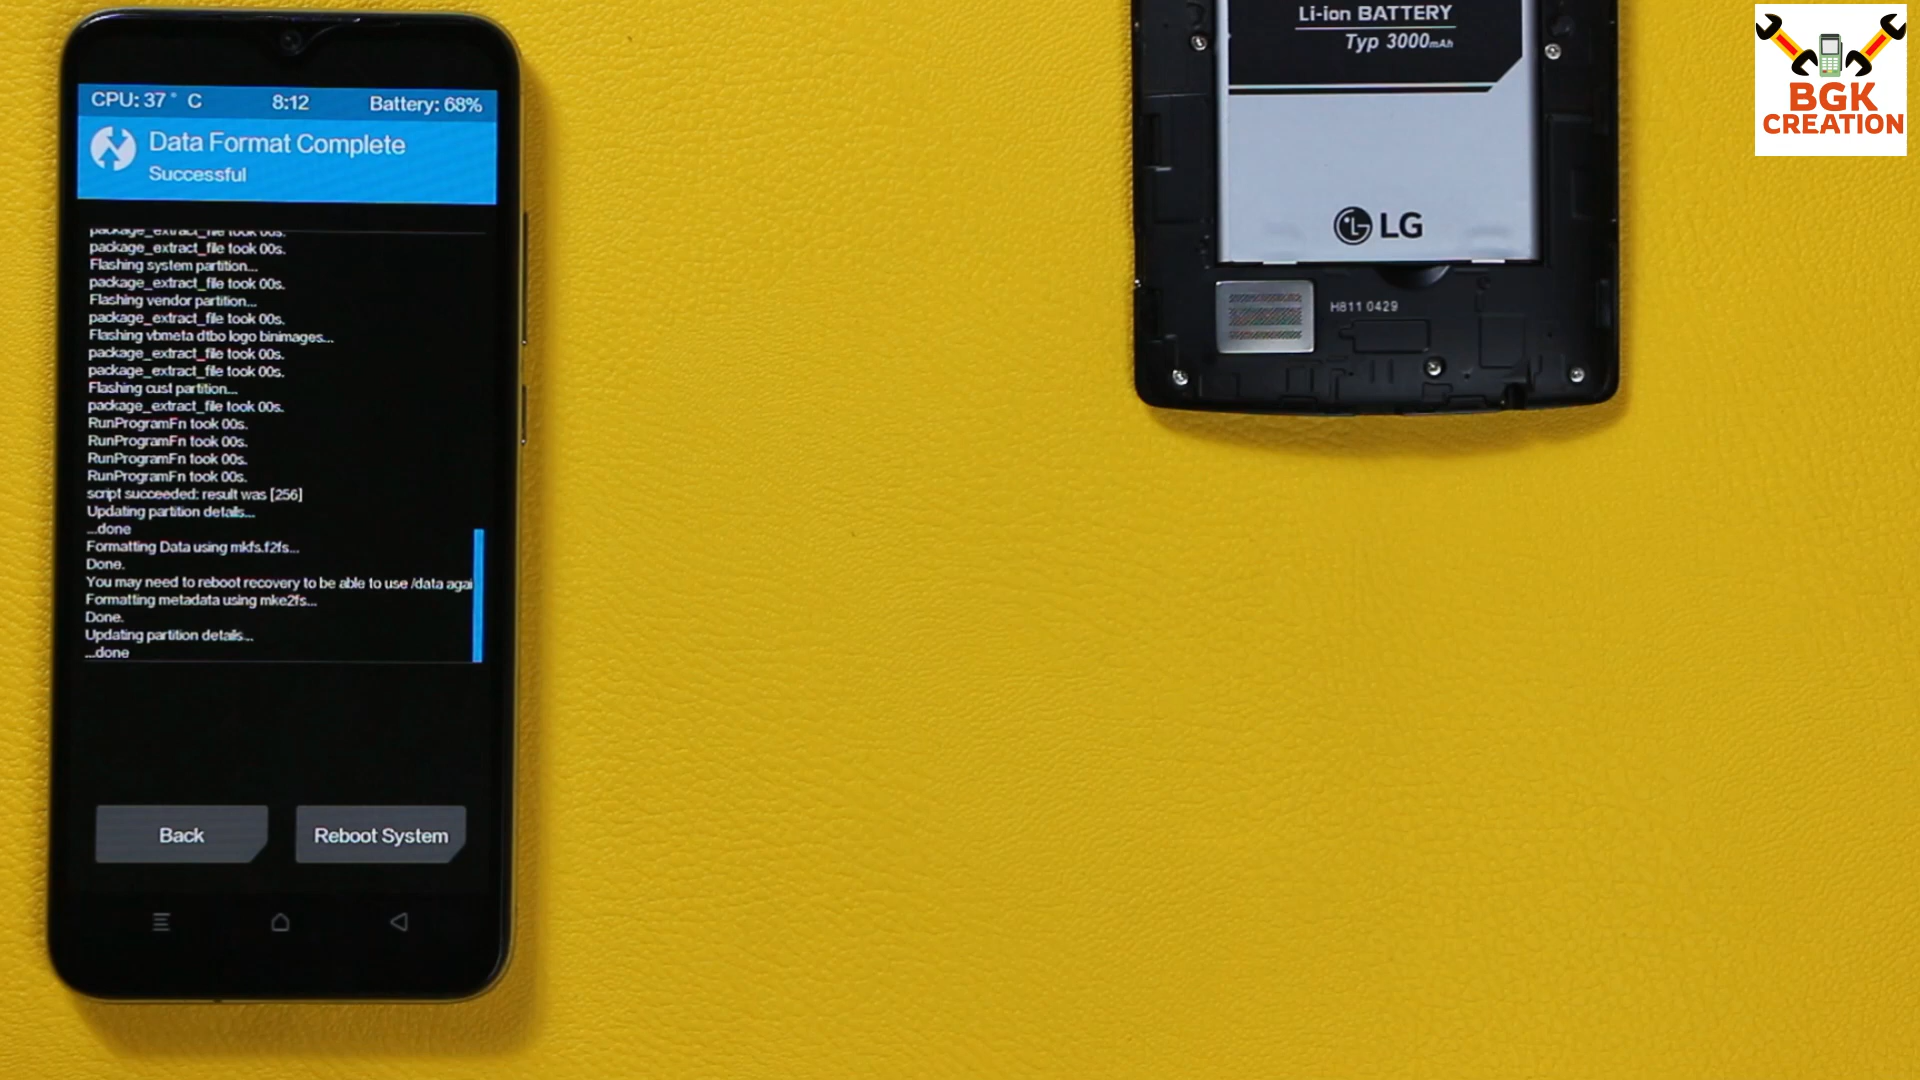 CPU: 37 ° C 8:12 Battery: 68%
Data Format Complete
Successful
package_extract_file took 00s.
package_extract_file took 00s.
Flashing system partition...
package_extract_file took 00s.
Flashing vendor partition...
package_extract_file took 00s.
Flashing vbmeta dtbo logo binimages...
package_extract_file took 00s.
package_extract_file took 00s.
Flashing cust partition...
package_extract_file took 00s.
RunProgramFn took 00s.
RunProgramFn took 00s.
RunProgramFn took 00s.
RunProgramFn took 00s.
script succeeded: result was [256]
Updating partition details...
...done
Formatting Data using mkfs.f2fs...
Done.
You may need to reboot recovery to be able to use /data agai
Formatting metadata using mke2fs...
Done.
Updating partition details...
...done
Back
Reboot System
Li-ion BATTERY
Typ 3000mAh
LG
H811 0429
BGK
CREATION